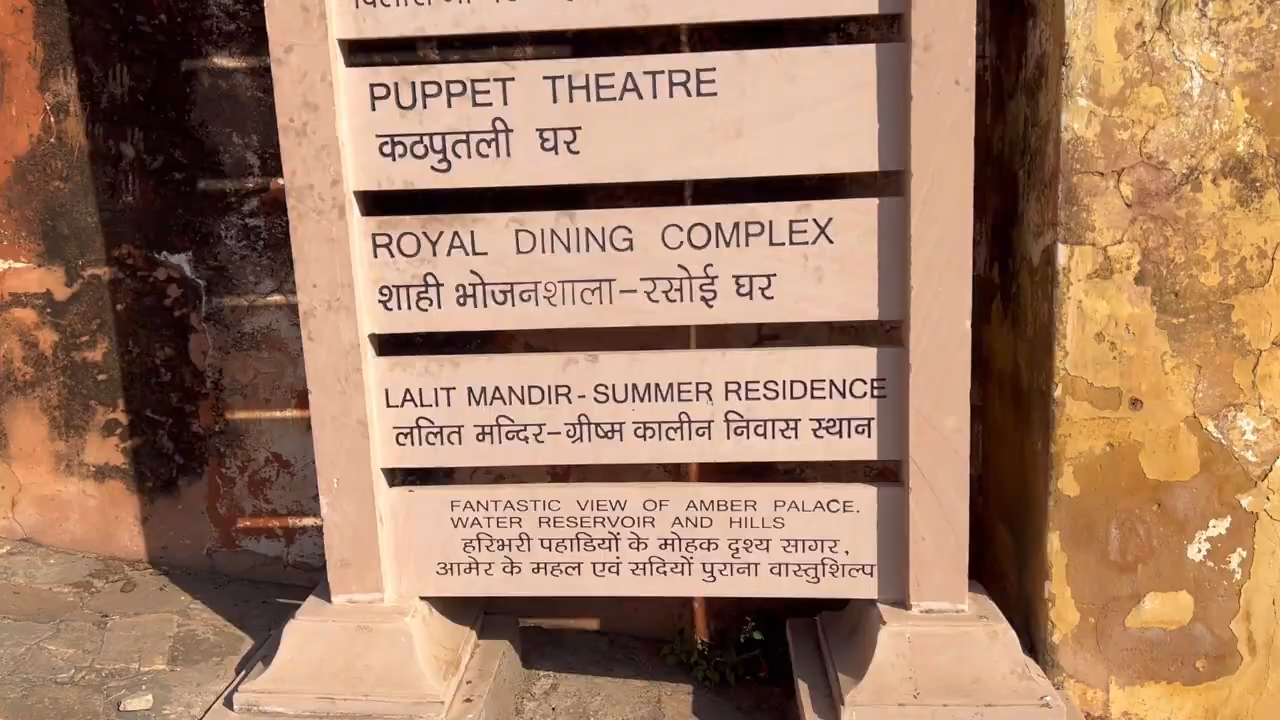 PUPPET THEATRE
कठपुतली घर
ROYAL DINING COMPLEX
शाही भोजनशाला-रसोई घर
LALIT MANDIR - SUMMER RESIDENCE
ललित मन्दिर-ग्रीष्म कालीन निवास स्थान
FANTASTIC VIEW OF AMBER PALACE.
WATER RESERVOIR AND HILLS
हरिभरी पहाडियों के मोहक दृश्य सागर,
आमेर के महल एवं सदियों पुराना वास्तुशिल्प